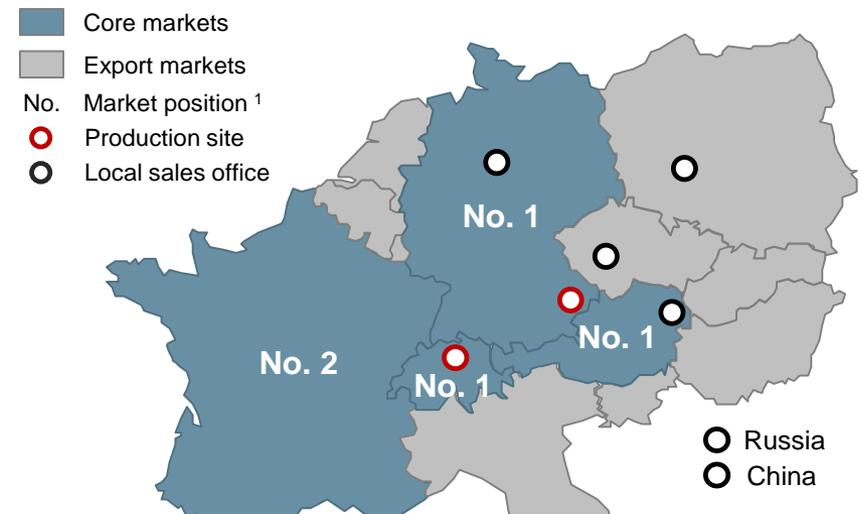 Core markets
Export markets
No. Market position ¹
Production site
Local sales office
No. 1
No. 1
No. 2
No. 1
Russia
China